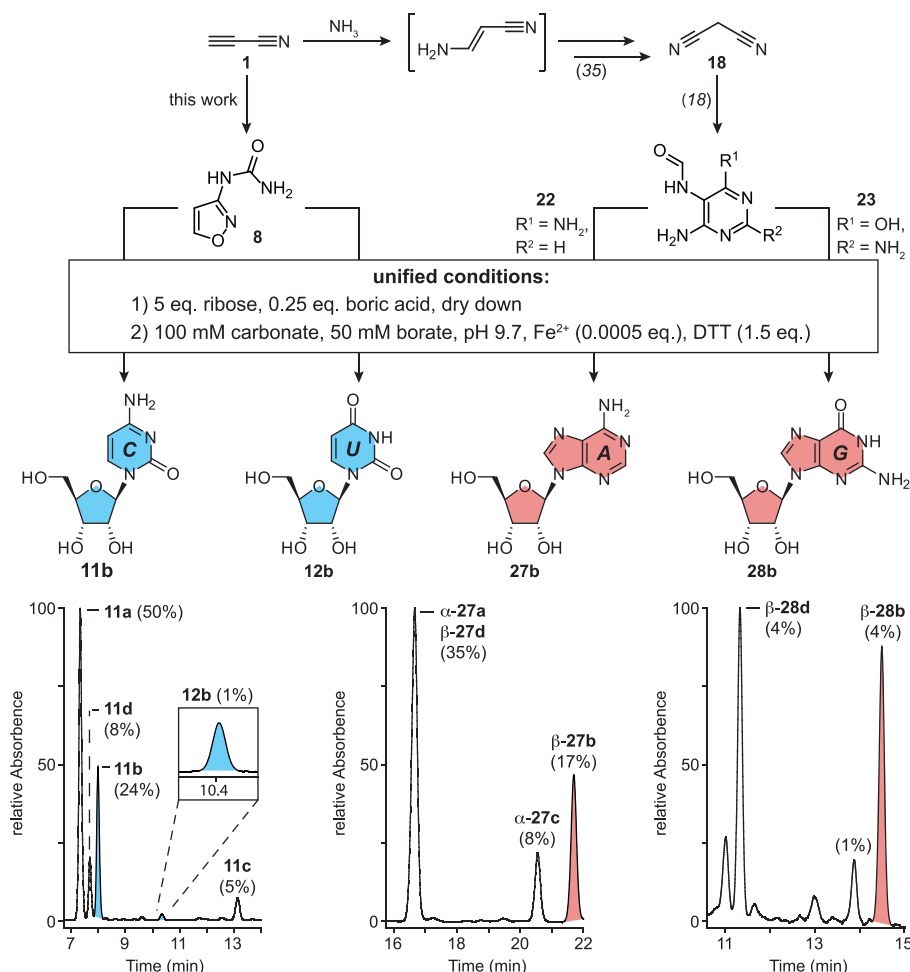 NH₃
N
H₂N
N
N
N
1
(35)
18
this work
(18)
O
HN
NH₂
N
O
8
O
R¹
HN
N
H₂N
N
R²
22
R¹ = NH₂,
R² = H
23
R¹ = OH,
R² = NH₂
unified conditions:
1) 5 eq. ribose, 0.25 eq. boric acid, dry down
2) 100 mM carbonate, 50 mM borate, pH 9.7, Fe²⁺ (0.0005 eq.), DTT (1.5 eq.)
NH₂
C
N
N
O
HO
O
HO
OH
11b
O
U
NH
N
O
HO
O
HO
OH
12b
NH₂
N
A
N
N
N
HO
O
HO
OH
27b
O
N
G
NH
N
N
NH₂
HO
O
HO
OH
28b
relative Absorbence
100
50
0
11a (50%)
11d
(8%)
11b
(24%)
12b (1%)
10.4
11c
(5%)
7 9 11 13
Time (min)
relative Absorbence
100
50
0
α-27a
β-27d
(35%)
β-27b
(17%)
α-27c
(8%)
16 18 20 22
Time (min)
relative Absorbence
100
50
0
β-28d
(4%)
β-28b
(4%)
(1%)
11 13 15
Time (min)